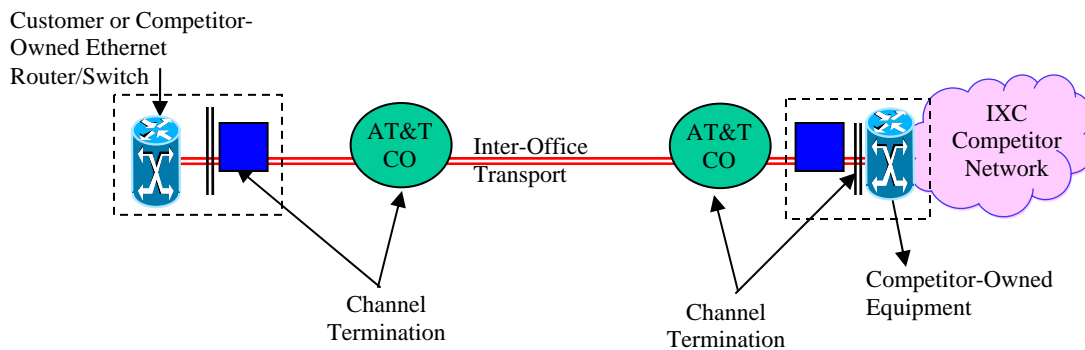 Customer or Competitor-
Owned Ethernet
Router/Switch
AT&T
CO
Inter-Office
Transport
AT&T
CO
IXC
Competitor
Network
Channel
Termination
Channel
Termination
Competitor-Owned
Equipment